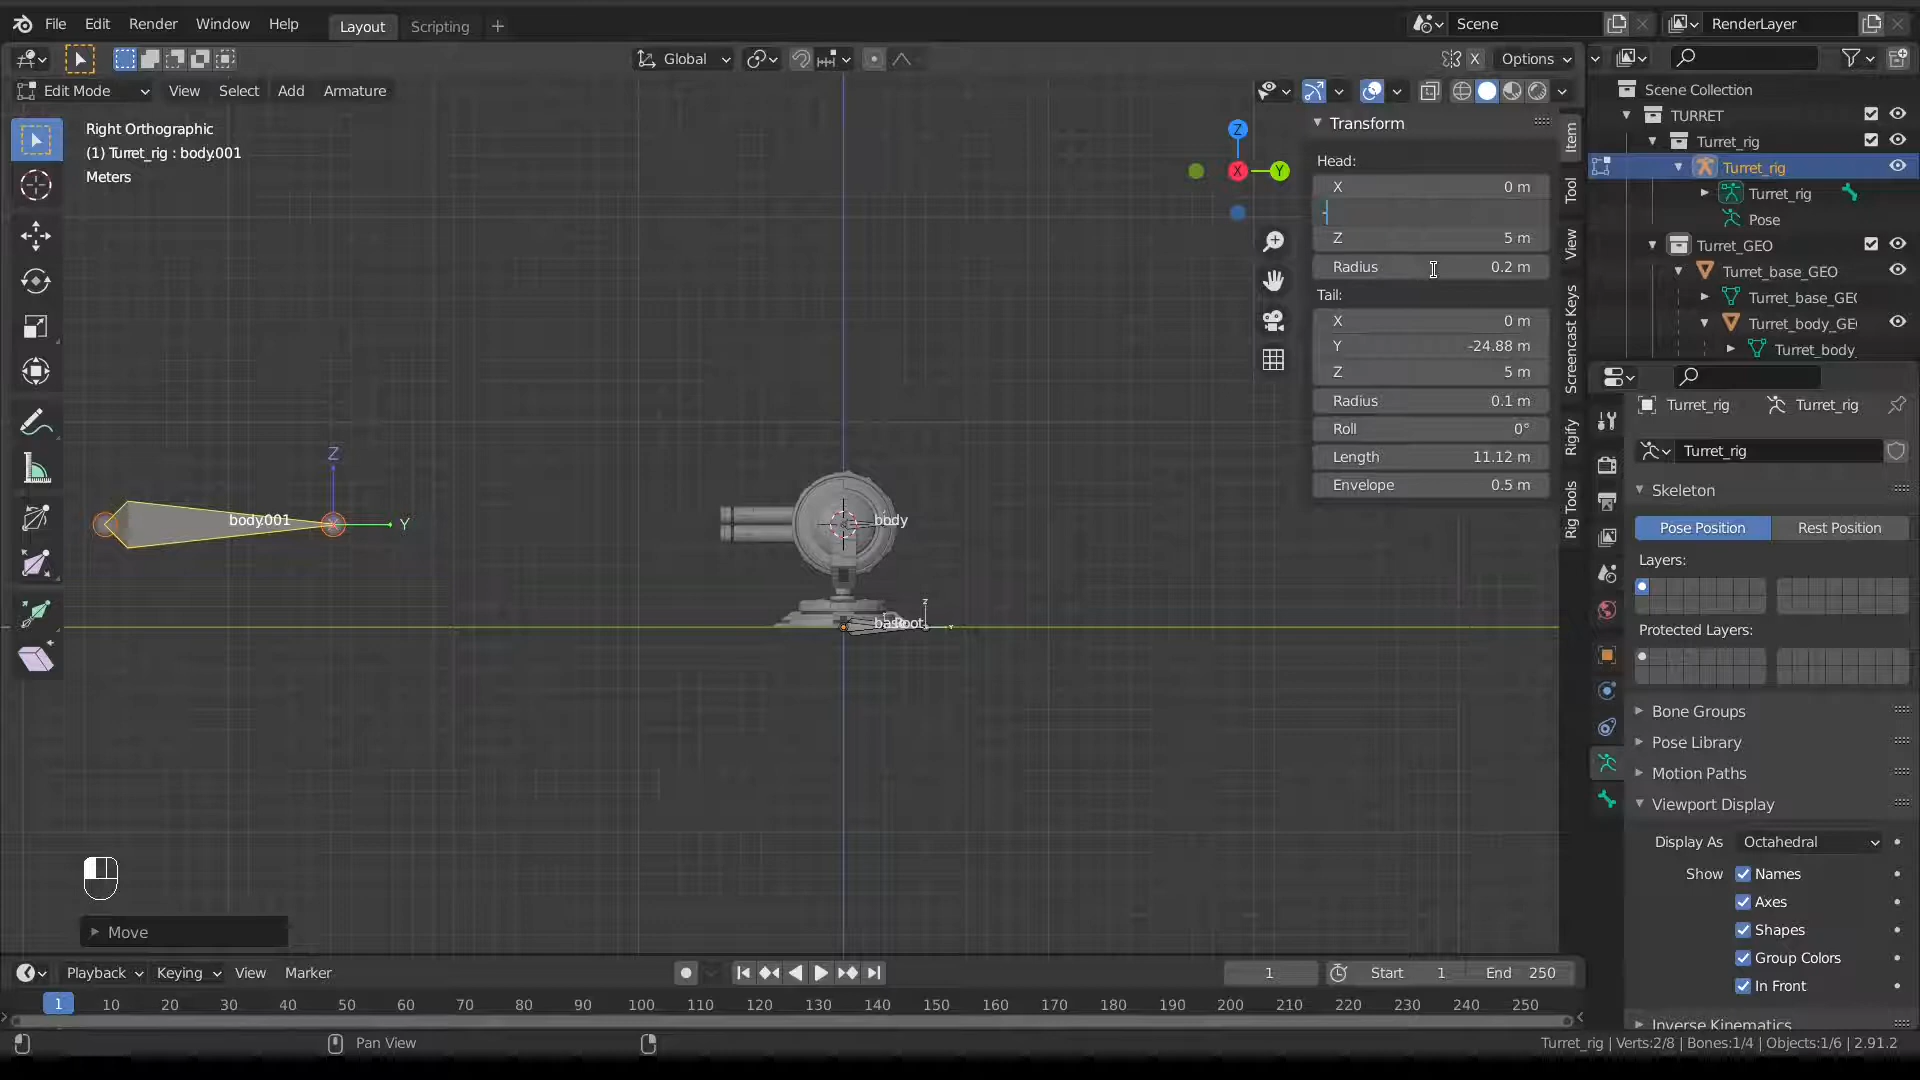 File Edit Render Window Help Layout Scripting + Scene RenderLayer
Global Options
Edit Mode View Select Add Armature
Right Orthographic
(1) Turret_rig : body.001
Meters
Z
X
Y
Z
body.001
Y
body
Root
Transform
Head:
X 0 m
-
Z 5 m
Radius 0.2 m
Tail:
X 0 m
Y -24.88 m
Z 5 m
Radius 0.1 m
Roll 0°
Length 11.12 m
Envelope 0.5 m
Item
Tool
View
Screencast Keys
Rigify
Rig Tools
Scene Collection
TURRET
Turret_rig
Turret_rig
Turret_rig
Pose
Turret_GEO
Turret_base_GEO
Turret_base_GE
Turret_body_GE
Turret_body_
Turret_rig Turret_rig
Turret_rig
Skeleton
Pose Position Rest Position
Layers:
Protected Layers:
Bone Groups
Pose Library
Motion Paths
Viewport Display
Display As Octahedral
Show Names
Axes
Shapes
Group Colors
In Front
Inverse Kinematics
Move
Playback Keying View Marker 1 Start 1 End 250
1 10 20 30 40 50 60 70 80 90 100 110 120 130 140 150 160 170 180 190 200 210 220 230 240 250
Pan View
Turret_rig | Verts:2/8 | Bones:1/4 | Objects:1/6 | 2.91.2